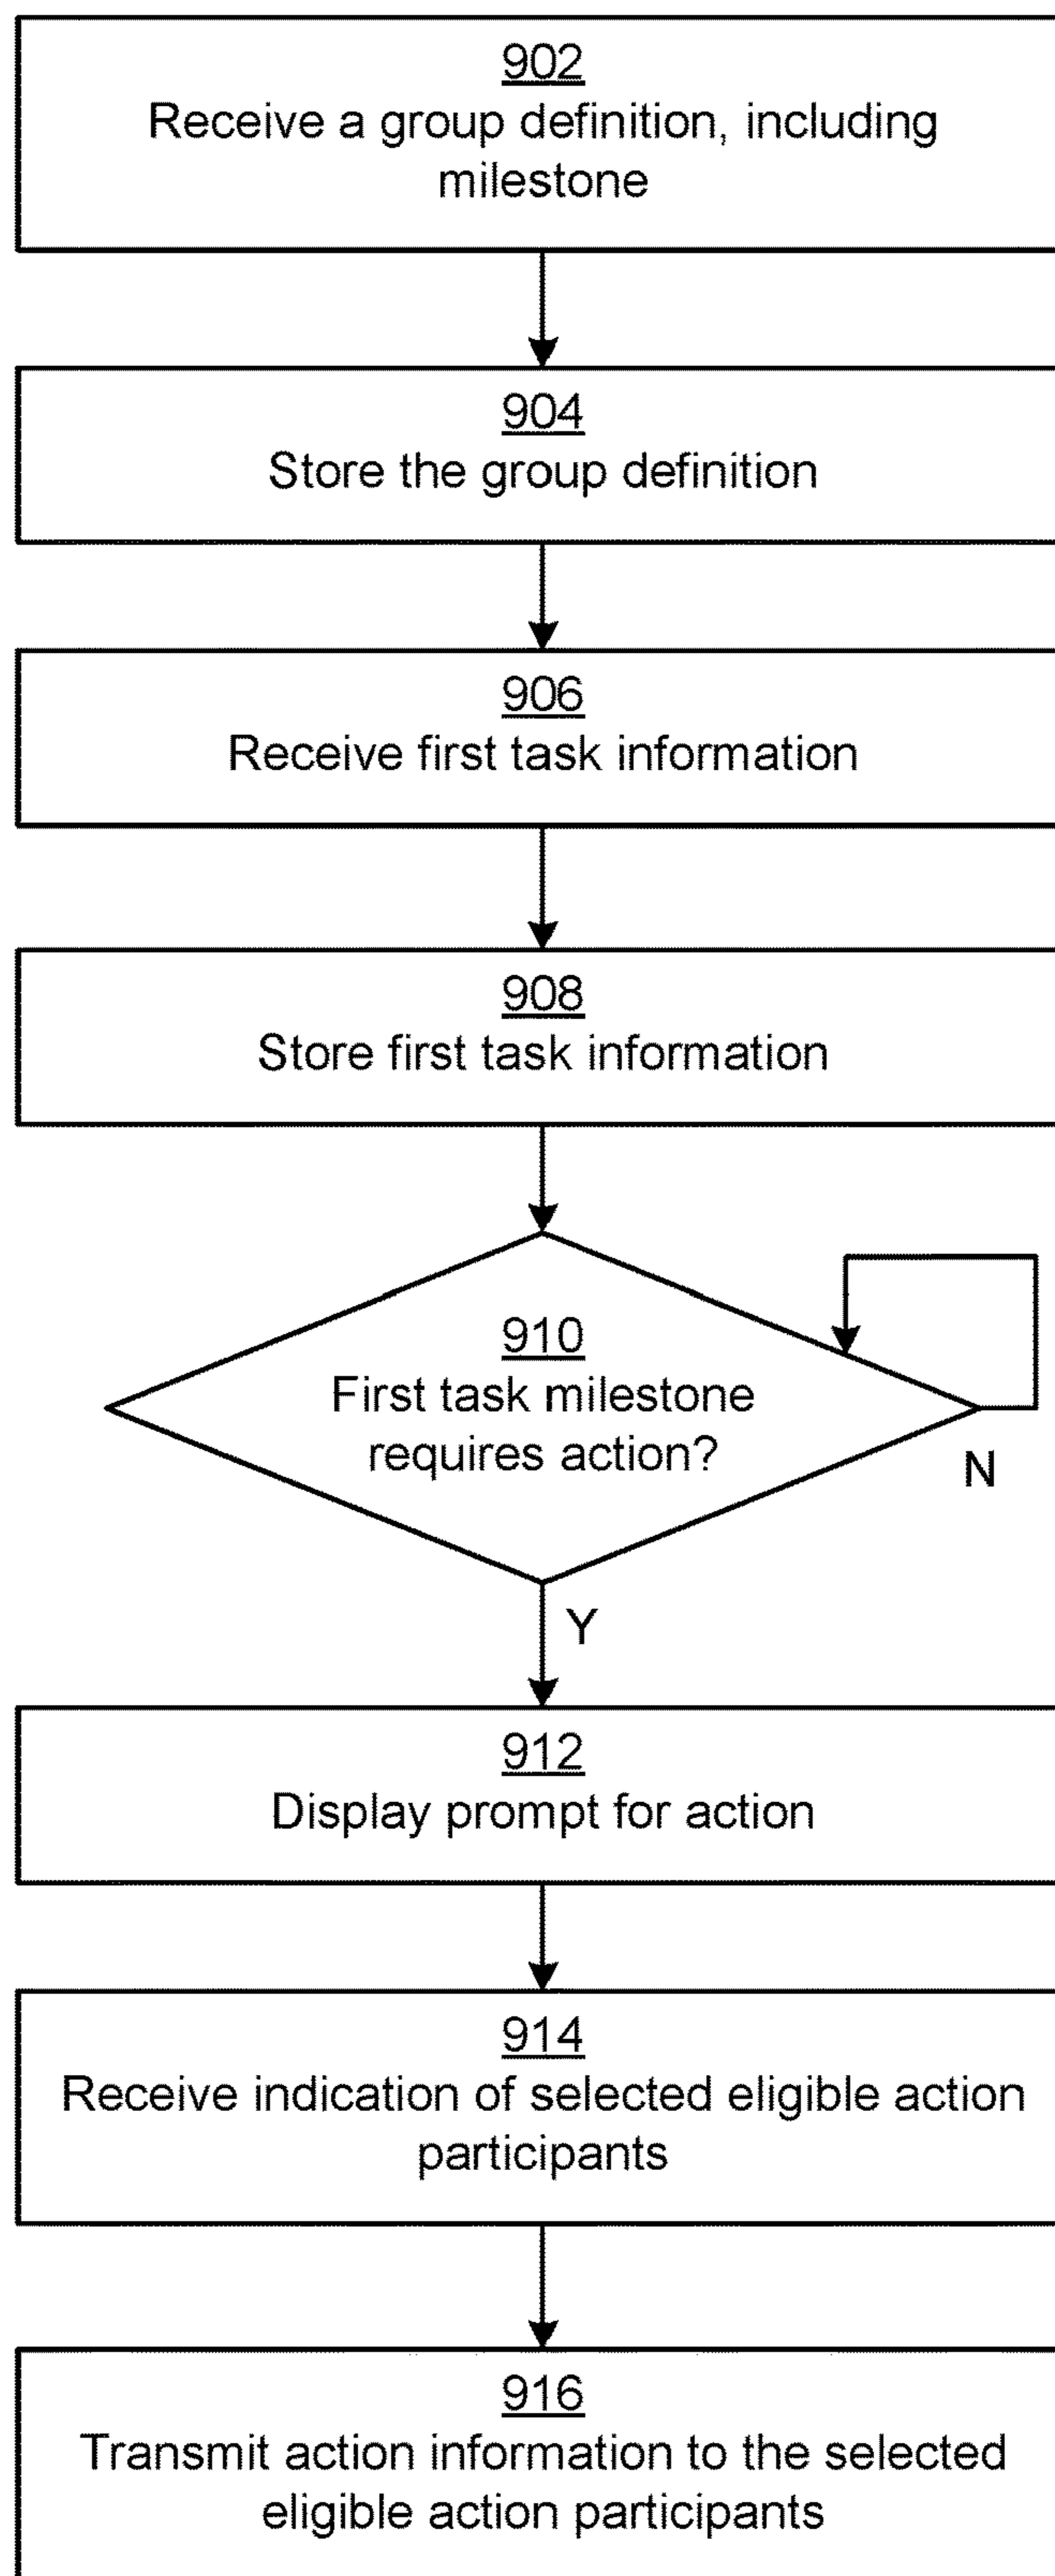 902
Receive a group definition, including
milestone
904
Store the group definition
906
Receive first task information
908
Store first task information
910
First task milestone
requires action?
N
Y
912
Display prompt for action
914
Receive indication of selected eligible action
participants
916
Transmit action information to the selected
eligible action participants